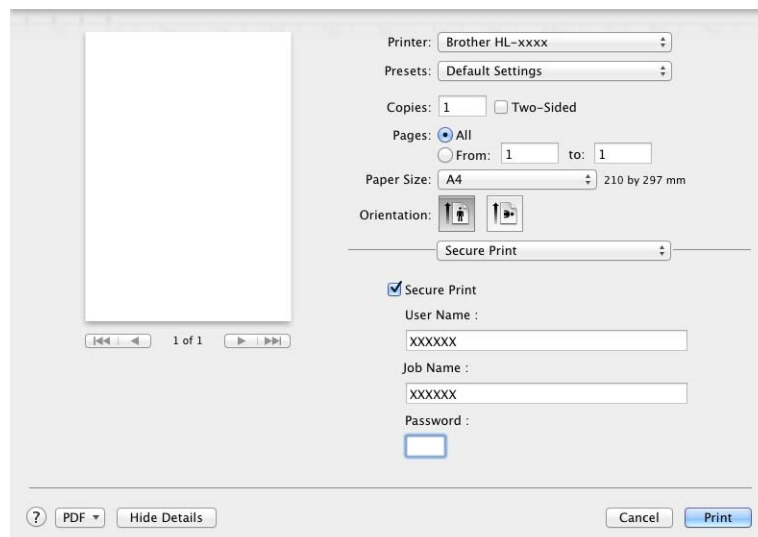 Printer: Brother HL-xxxx
Presets: Default Settings
Copies: 1 Two-Sided
Pages: All
From: 1 to: 1
Paper Size: A4 210 by 297 mm
Orientation:
Secure Print
Secure Print
User Name :
XXXXXX
Job Name :
XXXXXX
Password :
1 of 1
? PDF Hide Details Cancel Print